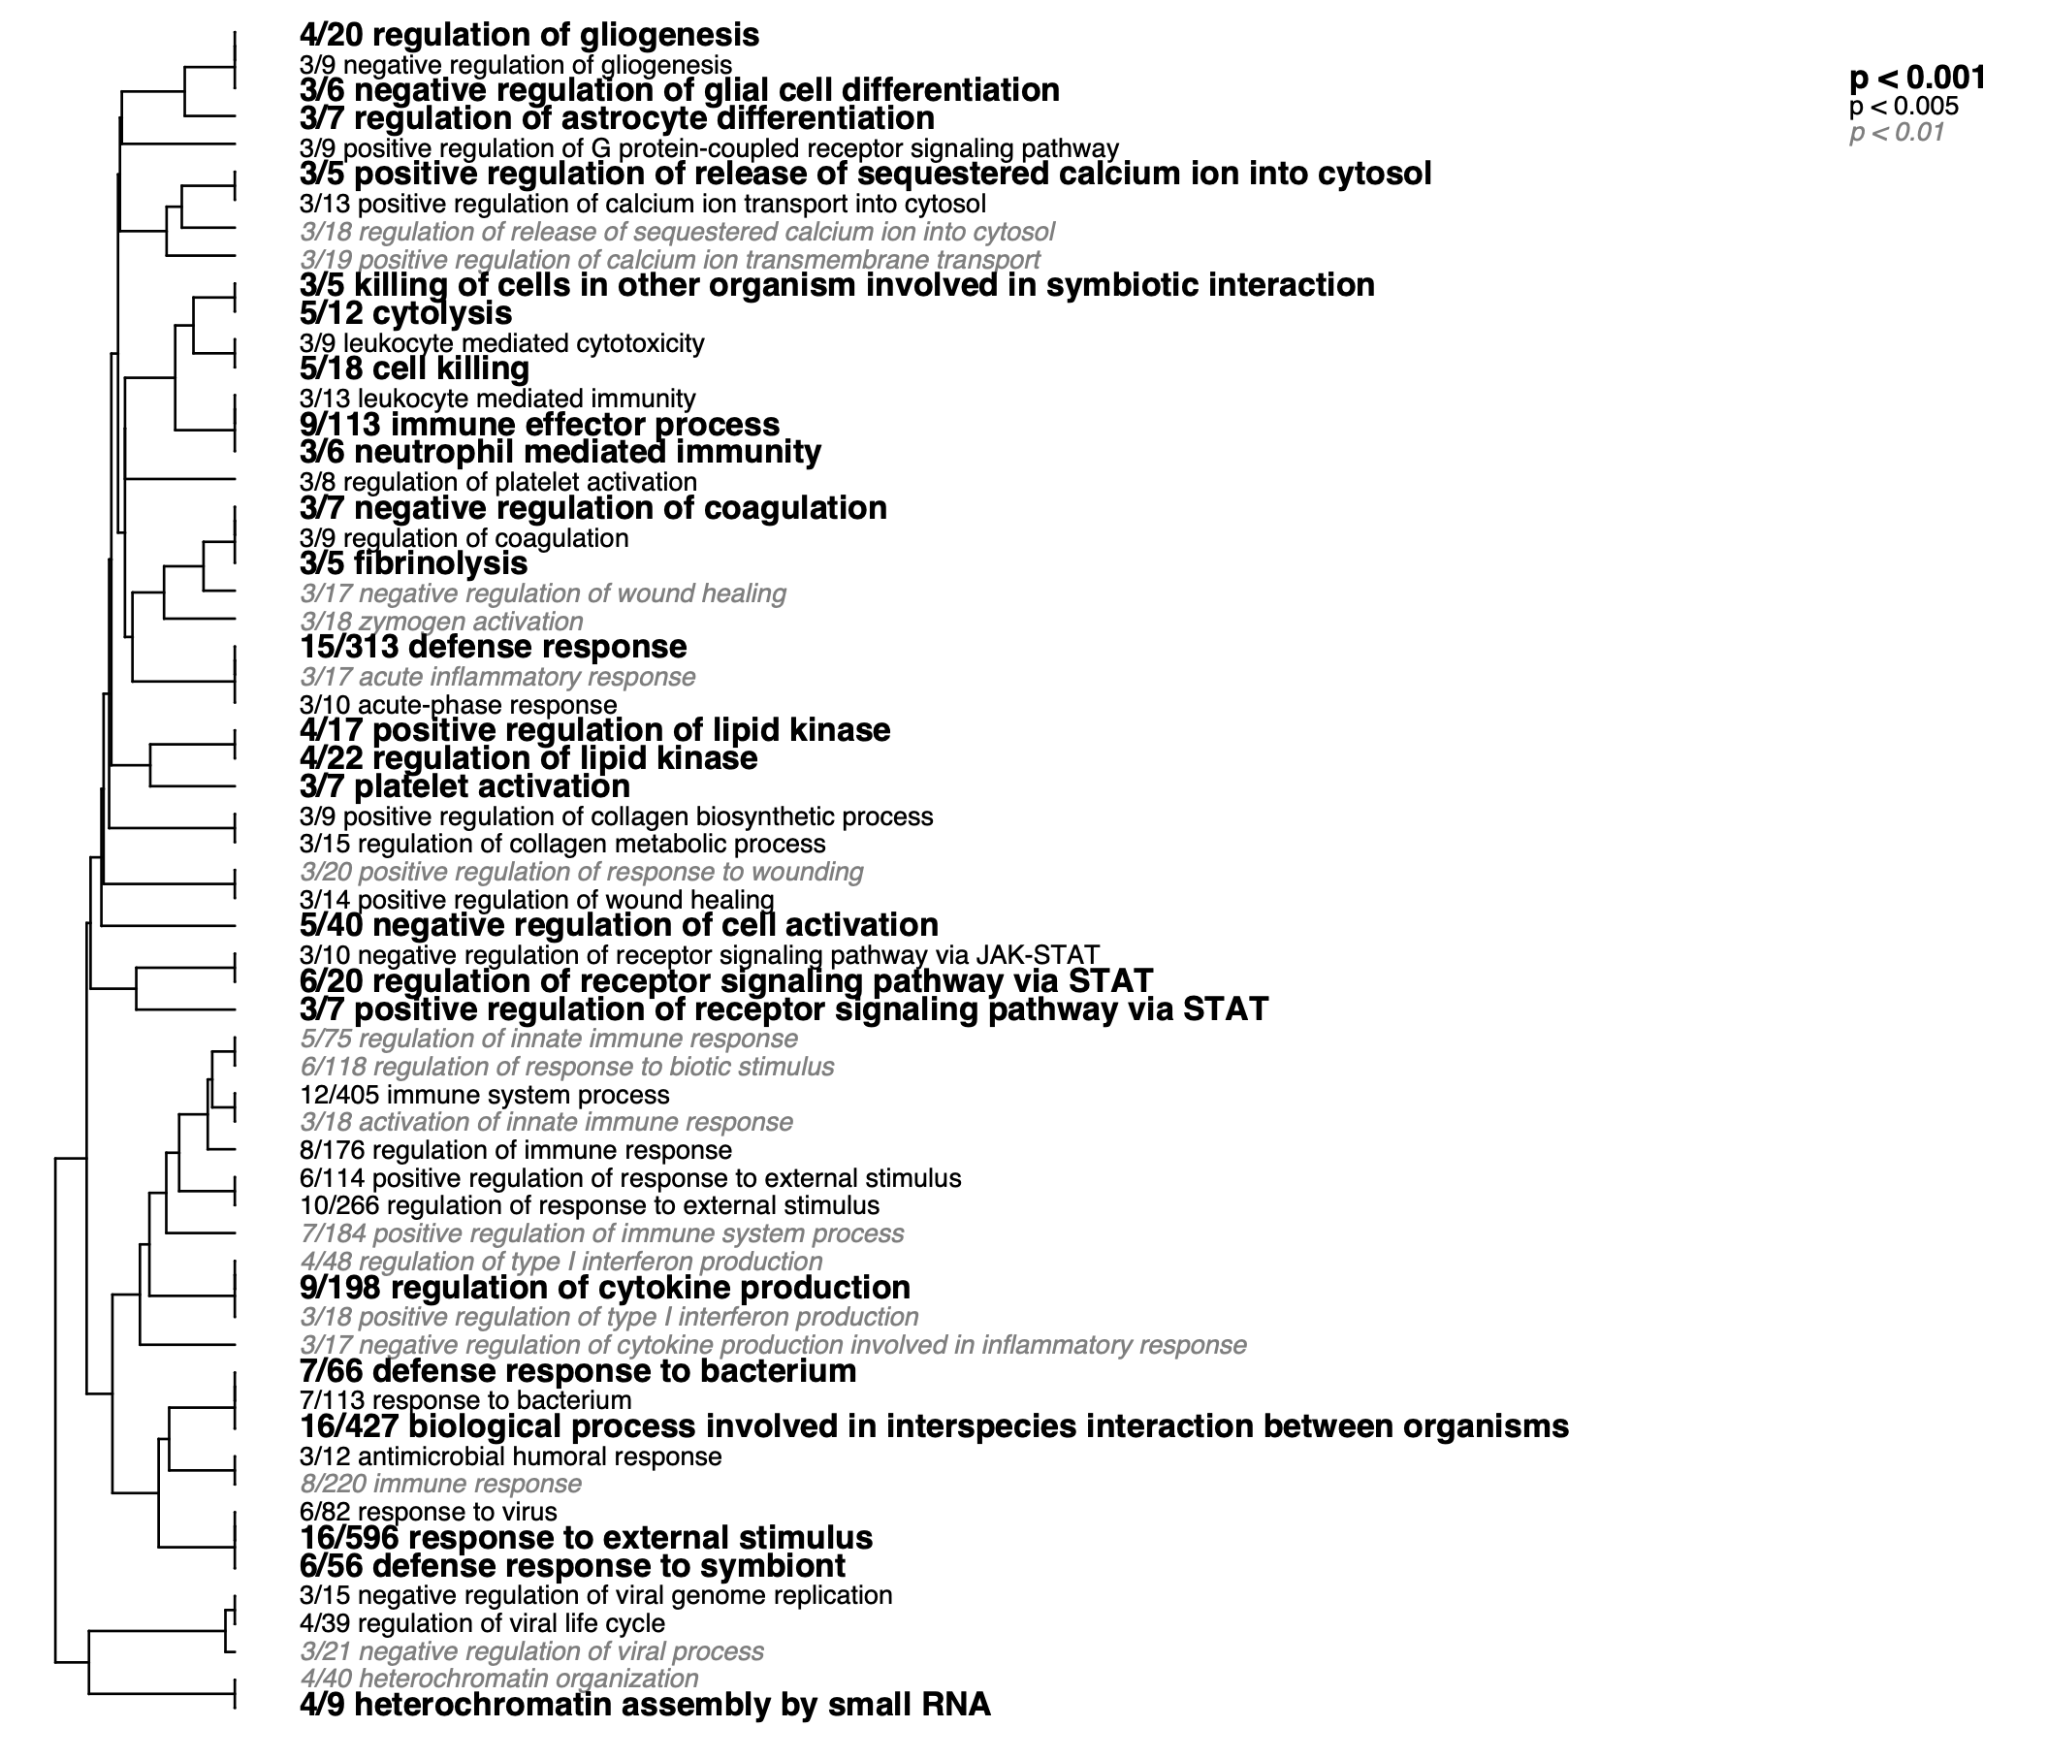 4/20 regulation of gliogenesis
3/9 negative regulation of gliogenesis
3/6 negative regulation of glial cell differentiation
3/7 regulation of astrocyte differentiation
3/9 positive regulation of G protein-coupled receptor signaling pathway
3/5 positive regulation of release of sequestered calcium ion into cytosol
3/13 positive regulation of calcium ion transport into cytosol
3/18 regulation of release of sequestered calcium ion into cytosol
3/19 positive regulation of calcium ion transmembrane transport
3/5 killing of cells in other organism involved in symbiotic interaction
5/12 cytolysis
3/9 leukocyte mediated cytotoxicity
5/18 cell killing
3/13 leukocyte mediated immunity
9/113 immune effector process
3/6 neutrophil mediated immunity
3/8 regulation of platelet activation
3/7 negative regulation of coagulation
3/9 regulation of coagulation
3/5 fibrinolysis
3/17 negative regulation of wound healing
3/18 zymogen activation
15/313 defense response
3/17 acute inflammatory response
3/10 acute-phase response
4/17 positive regulation of lipid kinase
4/22 regulation of lipid kinase
3/7 platelet activation
3/9 positive regulation of collagen biosynthetic process
3/15 regulation of collagen metabolic process
3/20 positive regulation of response to wounding
3/14 positive regulation of wound healing
5/40 negative regulation of cell activation
3/10 negative regulation of receptor signaling pathway via JAK-STAT
6/20 regulation of receptor signaling pathway via STAT
3/7 positive regulation of receptor signaling pathway via STAT
5/75 regulation of innate immune response
6/118 regulation of response to biotic stimulus
12/405 immune system process
3/18 activation of innate immune response
8/176 regulation of immune response
6/114 positive regulation of response to external stimulus
10/266 regulation of response to external stimulus
7/184 positive regulation of immune system process
4/48 regulation of type I interferon production
9/198 regulation of cytokine production
3/18 positive regulation of type I interferon production
3/17 negative regulation of cytokine production involved in inflammatory response
7/66 defense response to bacterium
7/113 response to bacterium
16/427 biological process involved in interspecies interaction between organisms
3/12 antimicrobial humoral response
8/220 immune response
6/82 response to virus
16/596 response to external stimulus
6/56 defense response to symbiont
3/15 negative regulation of viral genome replication
4/39 regulation of viral life cycle
3/21 negative regulation of viral process
4/40 heterochromatin organization
4/9 heterochromatin assembly by small RNA
p < 0.001
p < 0.005
p < 0.01